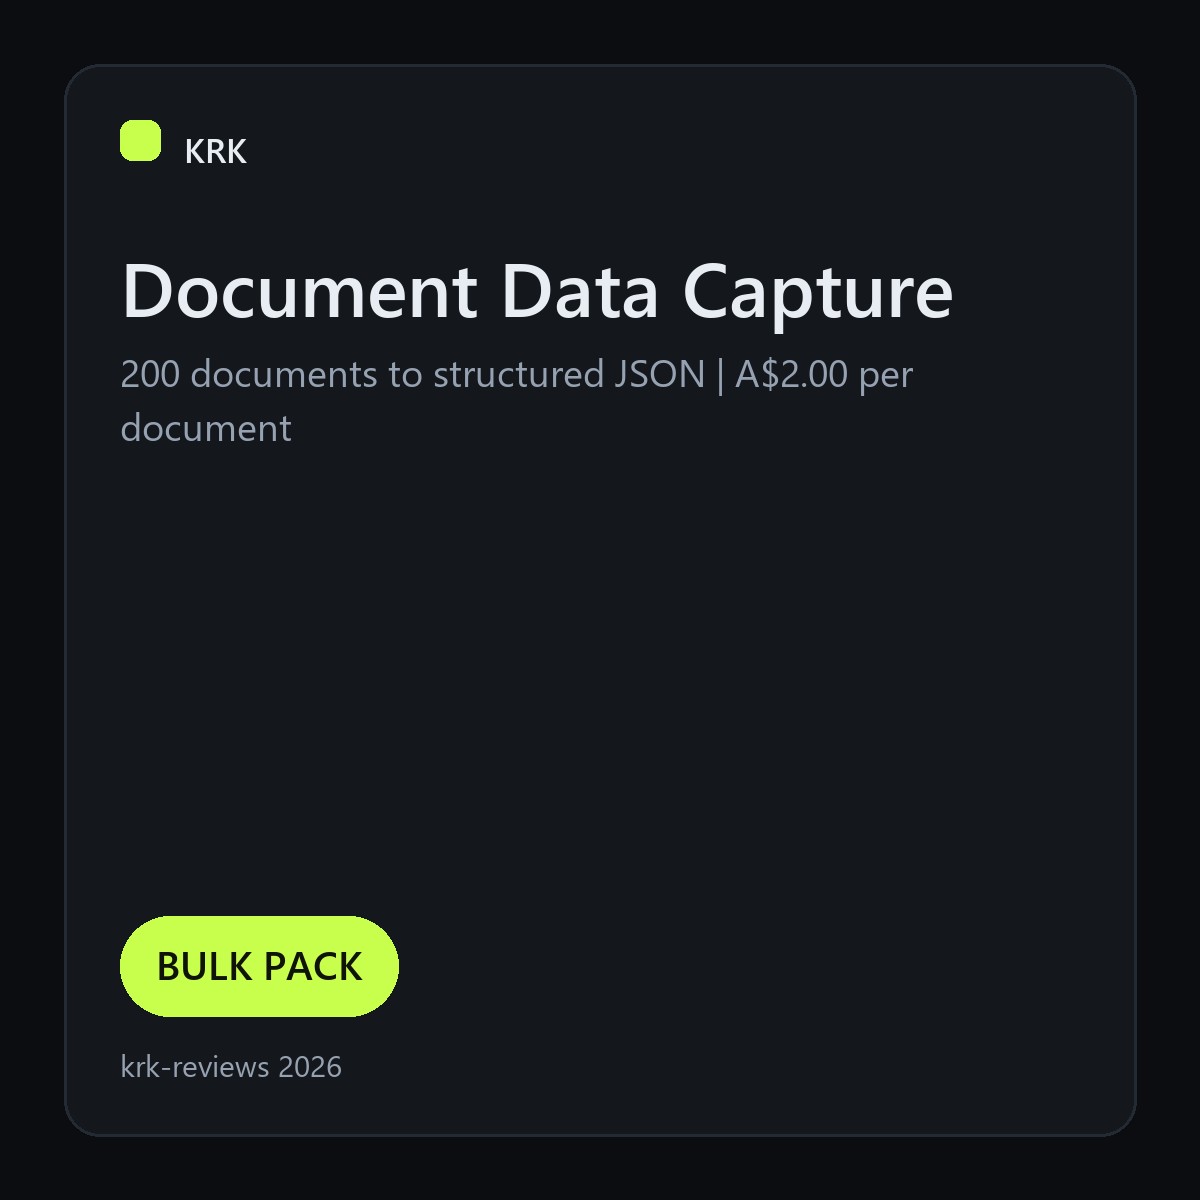 KRK
Document Data Capture
200 documents to structured JSON | A$2.00 per
document
BULK PACK
krk-reviews 2026